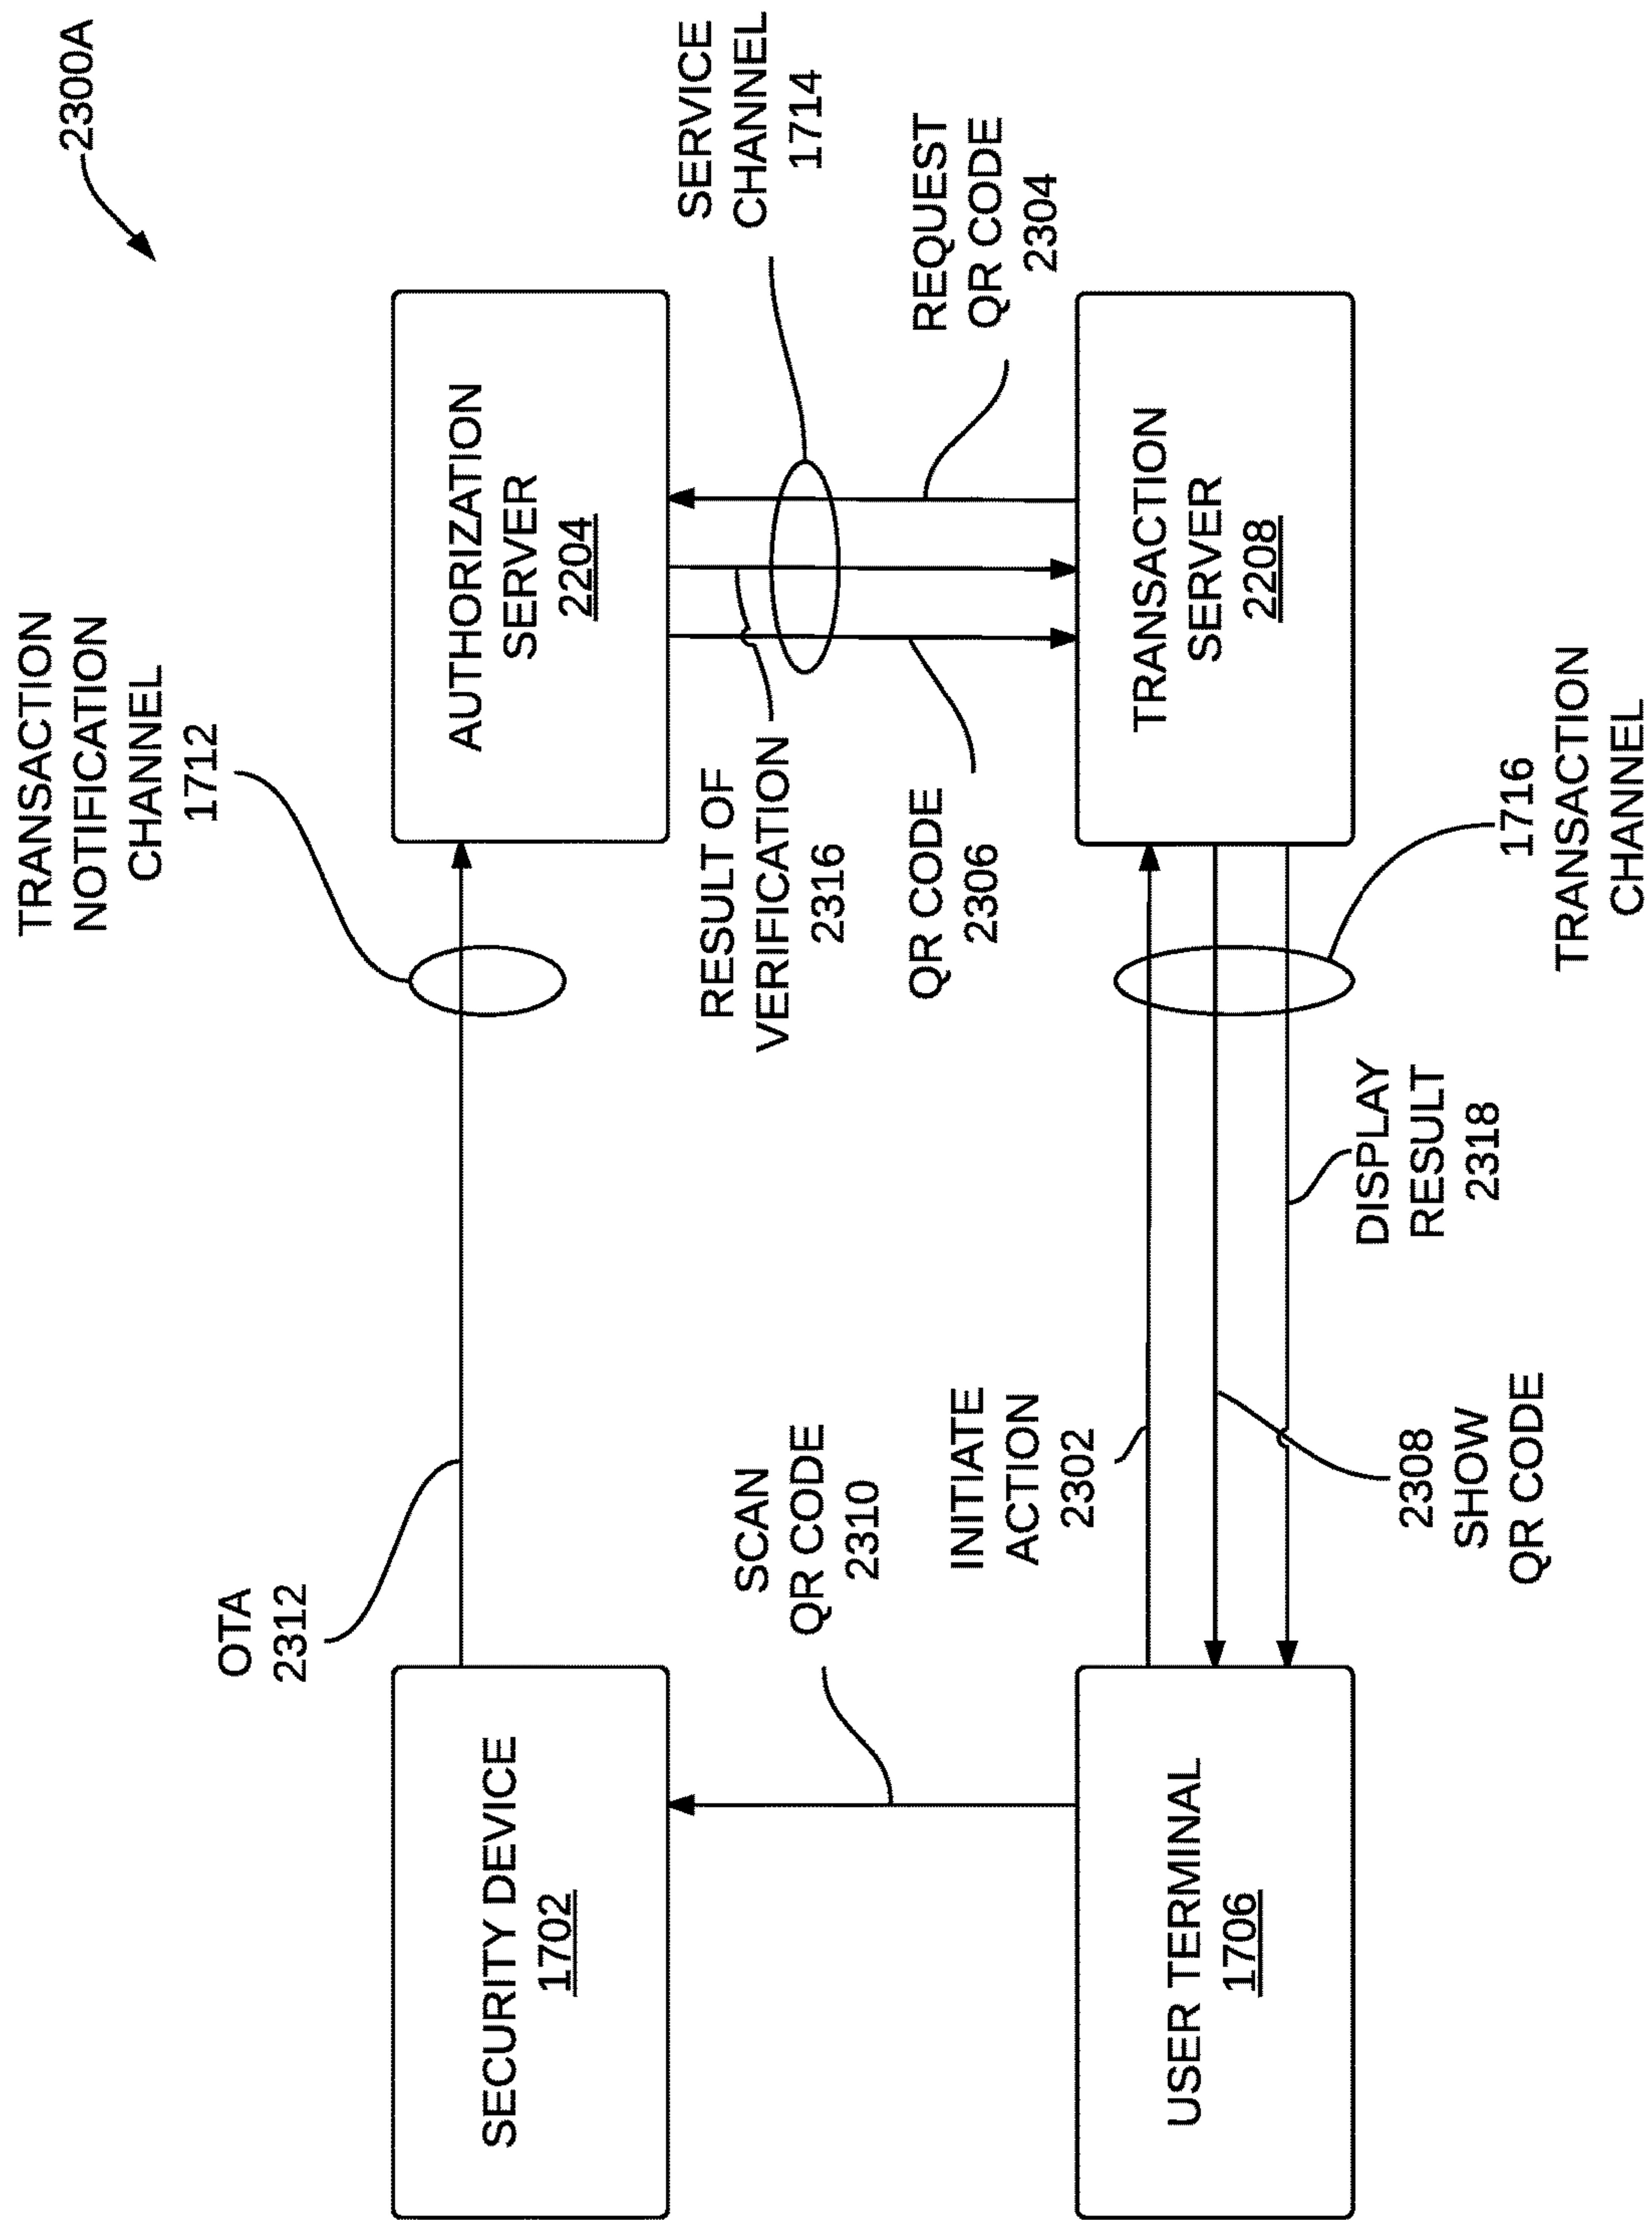 2300A
TRANSACTION
NOTIFICATION
CHANNEL
1712
OTA
2312
SECURITY DEVICE
1702
AUTHORIZATION
SERVER
2204
SERVICE
CHANNEL
1714
SCAN
QR CODE
2310
RESULT OF
VERIFICATION
2316
QR CODE
2306
REQUEST
QR CODE
2304
INITIATE
ACTION
2302
USER TERMINAL
1706
TRANSACTION
SERVER
2208
2308
SHOW
QR CODE
DISPLAY
RESULT
2318
1716
TRANSACTION
CHANNEL